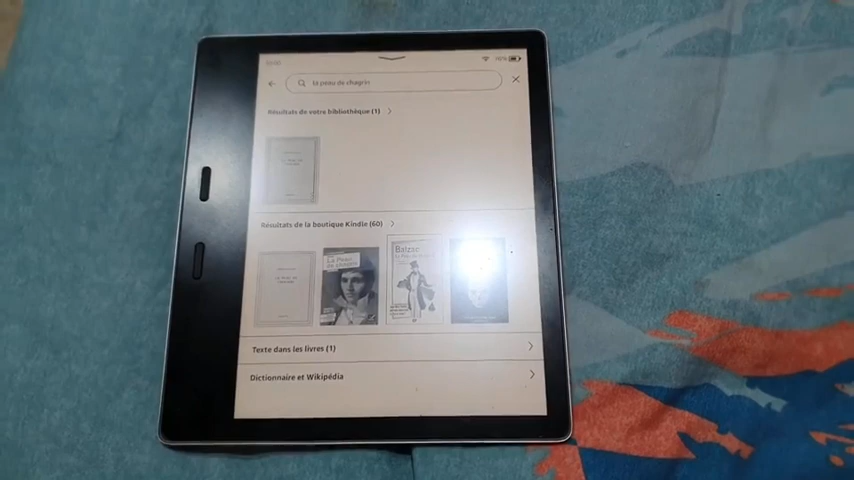 76%
la peau de chagrin
Résultats de votre bibliothèque (1)
Résultats de la boutique Kindle (60)
La Peau
de chagrin
Balzac
Texte dans les livres (1)
Dictionnaire et Wikipédia